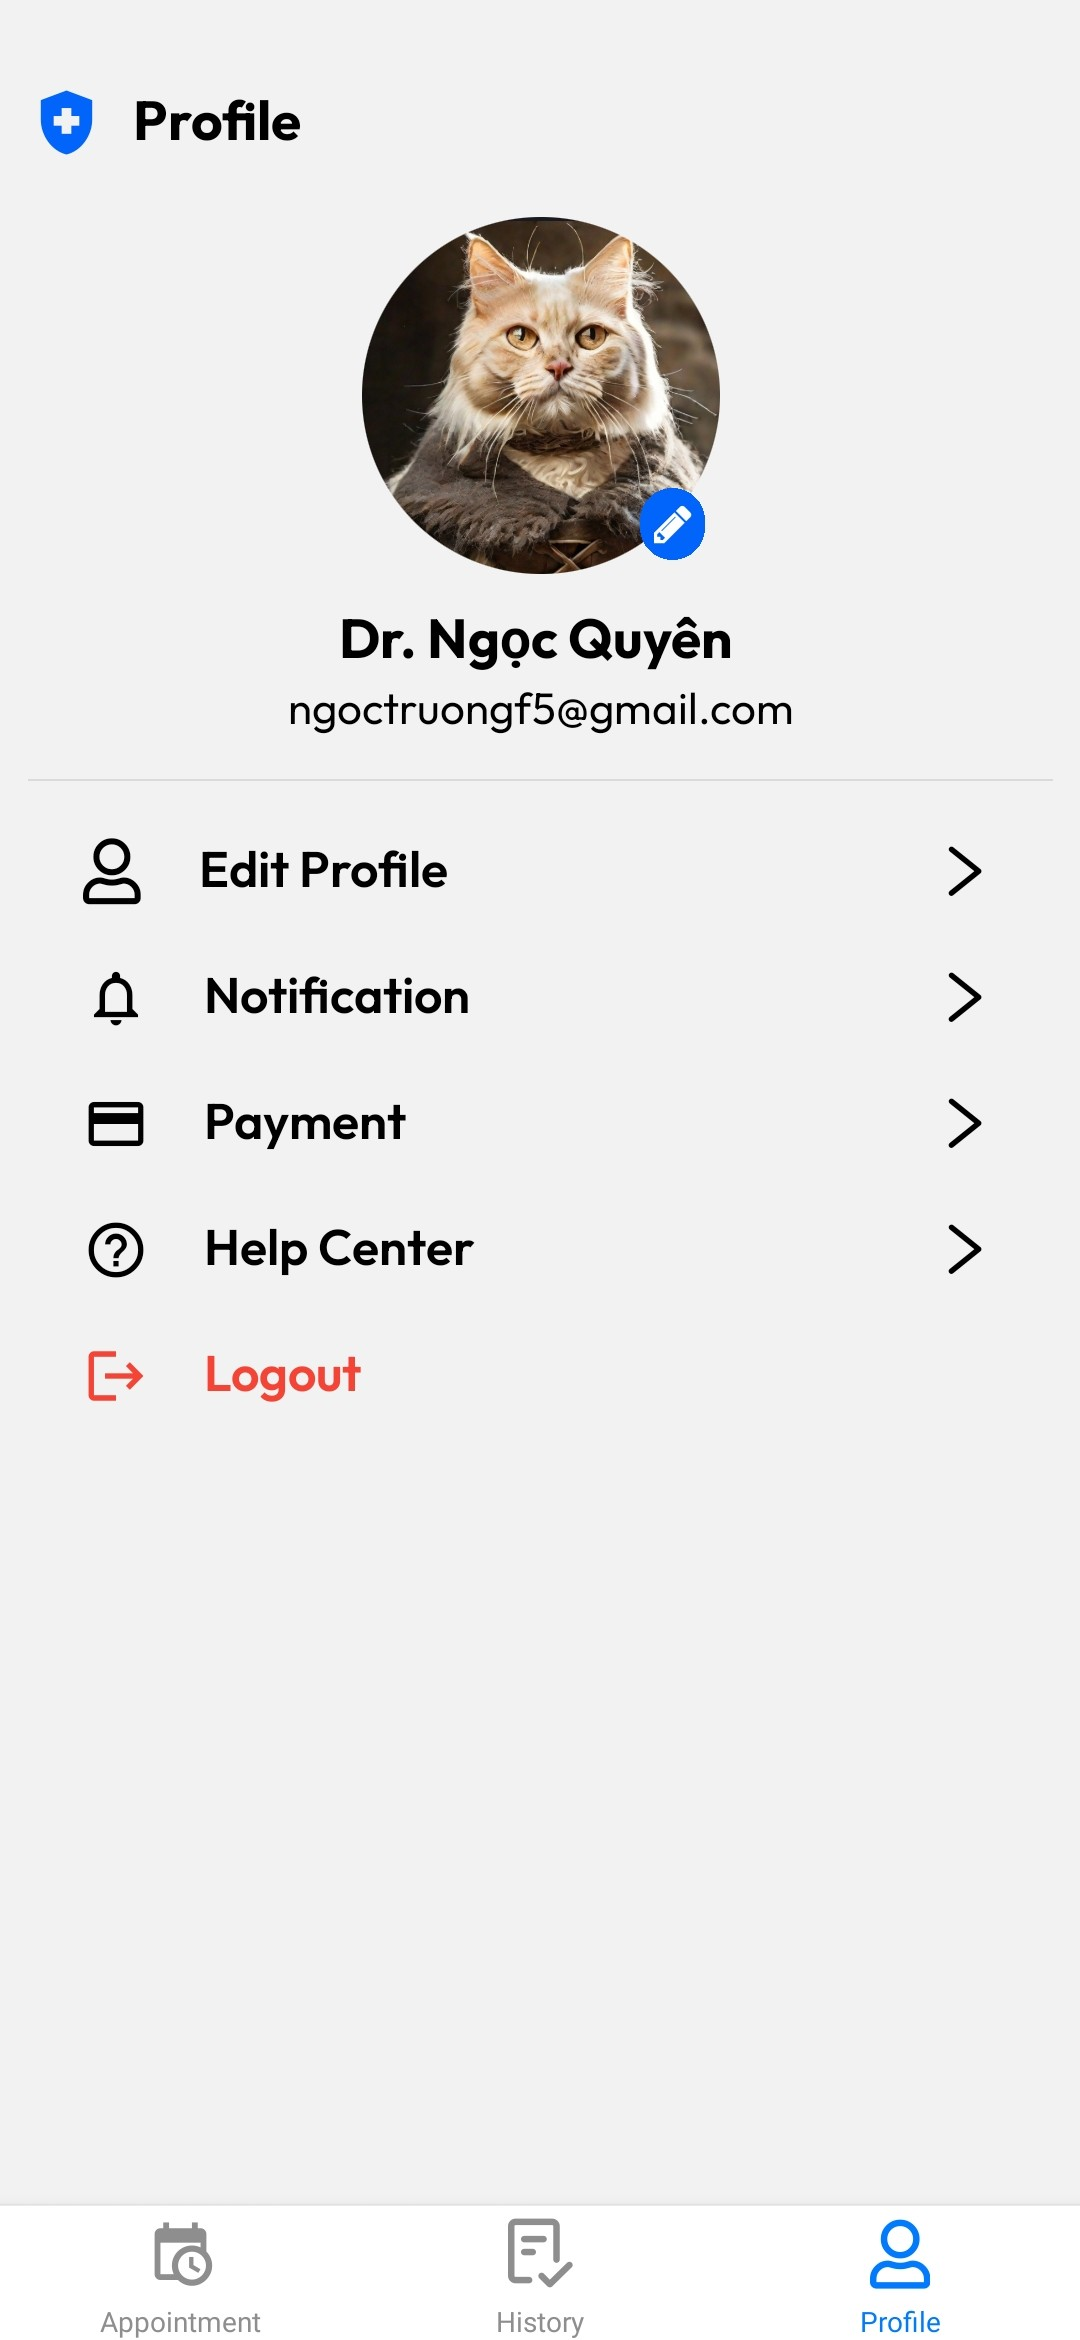 Profile
Dr. Ngọc Quyên
ngoctruongf5@gmail.com
Edit Profile
Notification
Payment
Help Center
Logout
Appointment
History
Profile